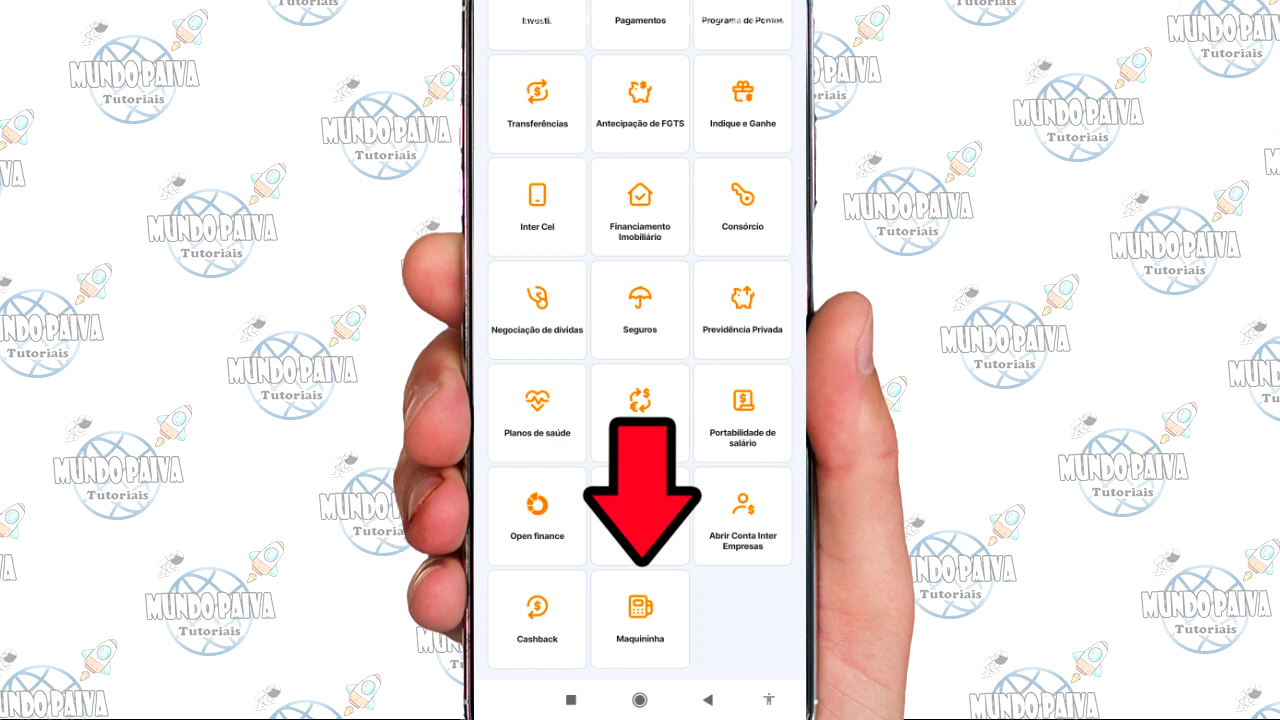 Investi.
Pagamentos
Programa de Pontos
Transferências
Antecipação de FGTS
Indique e Ganhe
Inter Cel
Financiamento
Imobiliário
Consórcio
Negociação de dívidas
Seguros
Previdência Privada
Planos de saúde
Portabilidade de
salário
Open finance
Abrir Conta Inter
Empresas
Cashback
Maquininha
MUNDO PAIVA
Tutoriais